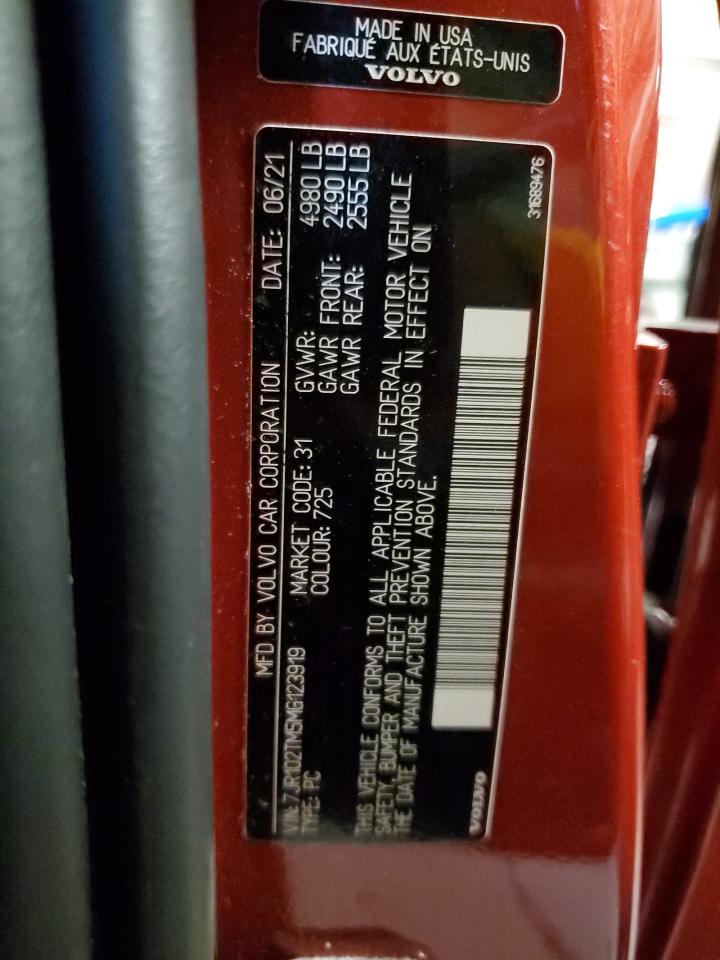 MADE IN USA
FABRIQUÉ AUX ÉTATS-UNIS
VOLVO
MFD BY VOLVO CAR CORPORATION DATE: 06/21
VIN: 7JR102TM5MG123919
TYPE: PC
MARKET CODE: 31
COLOUR: 725
GVWR: 4980 LB
GAWR FRONT: 2490 LB
GAWR REAR: 2555 LB
THIS VEHICLE CONFORMS TO ALL APPLICABLE FEDERAL MOTOR VEHICLE
SAFETY, BUMPER AND THEFT PREVENTION STANDARDS IN EFFECT ON
THE DATE OF MANUFACTURE SHOWN ABOVE.
VOLVO
31689476